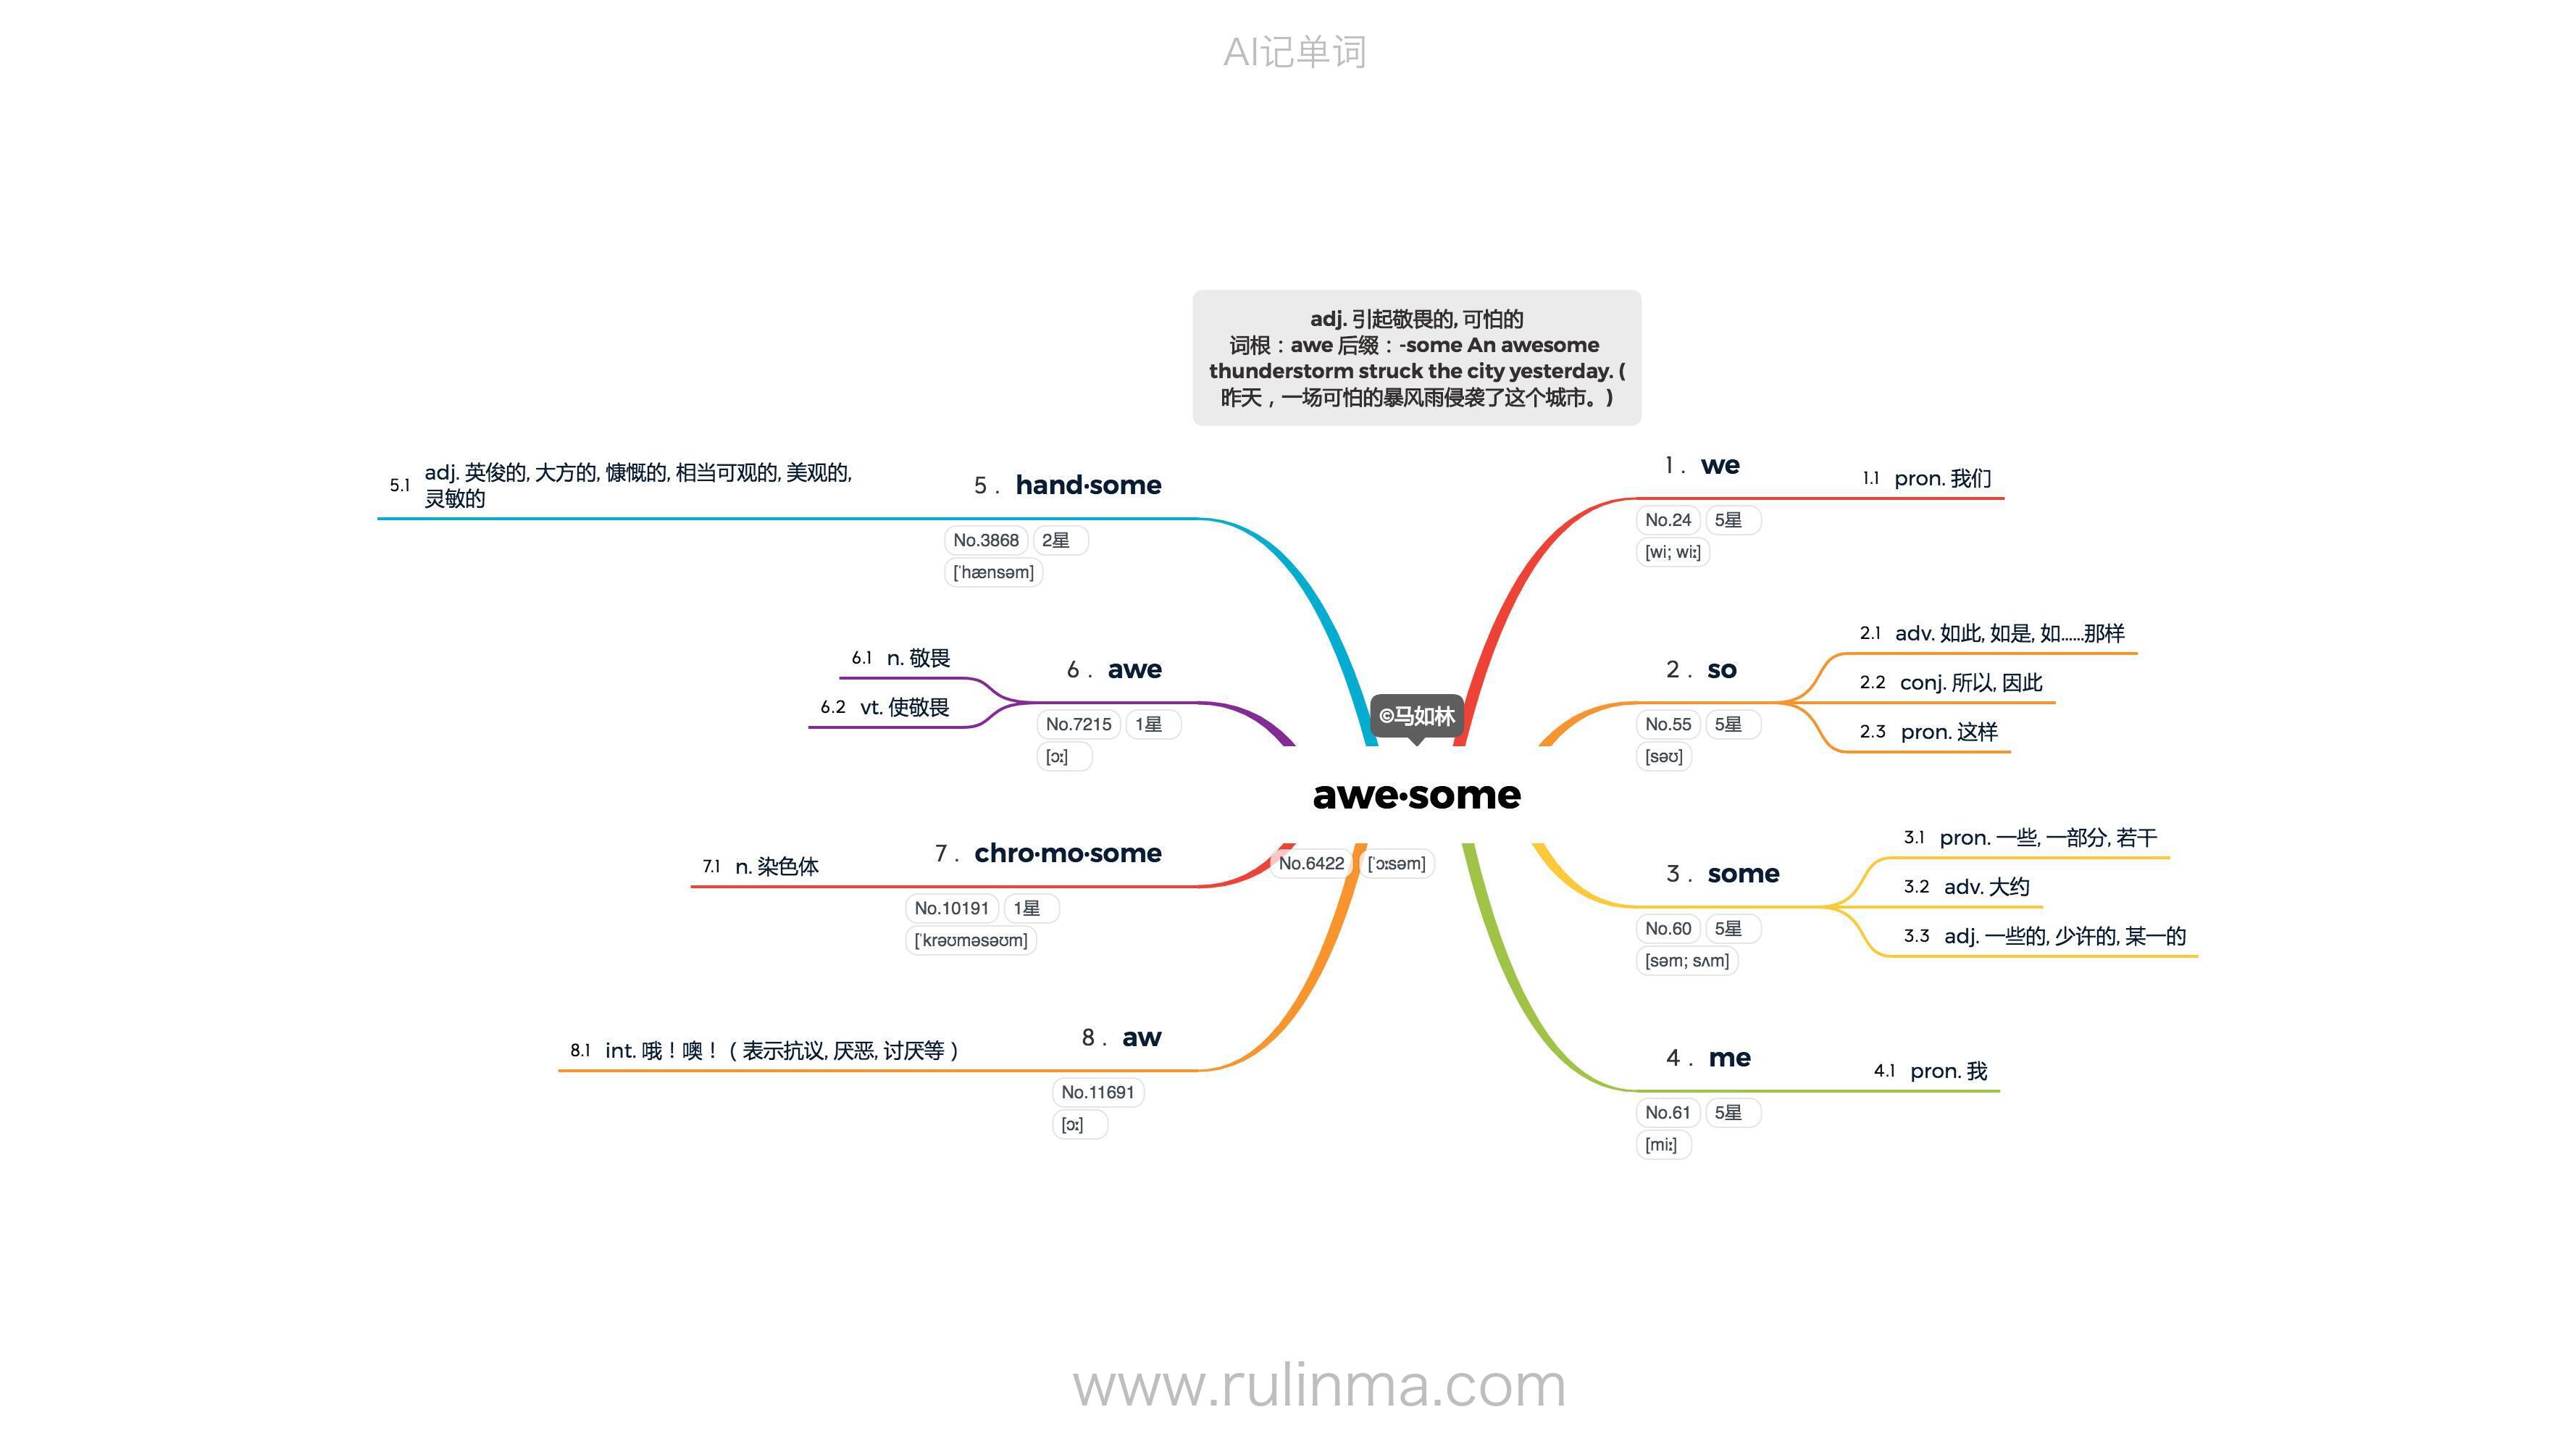 AI记单词
adj. 引起敬畏的, 可怕的
词根：awe 后缀：-some An awesome
thunderstorm struck the city yesterday. (
昨天，一场可怕的暴风雨侵袭了这个城市。)
©马如林
awe·some
No.6422 [ˈɔːsəm]
1. we
No.24 5星
[wi; wiː]
1.1 pron. 我们
2. so
No.55 5星
[səʊ]
2.1 adv. 如此, 如是, 如……那样
2.2 conj. 所以, 因此
2.3 pron. 这样
3. some
No.60 5星
[səm; sʌm]
3.1 pron. 一些, 一部分, 若干
3.2 adv. 大约
3.3 adj. 一些的, 少许的, 某一的
4. me
No.61 5星
[miː]
4.1 pron. 我
5. hand·some
No.3868 2星
[ˈhænsəm]
5.1 adj. 英俊的, 大方的, 慷慨的, 相当可观的, 美观的,
灵敏的
6. awe
No.7215 1星
[ɔː]
6.1 n. 敬畏
6.2 vt. 使敬畏
7. chro·mo·some
No.10191 1星
[ˈkrəʊməsəʊm]
7.1 n. 染色体
8. aw
No.11691
[ɔː]
8.1 int. 哦！噢！（表示抗议, 厌恶, 讨厌等）
www.rulinma.com